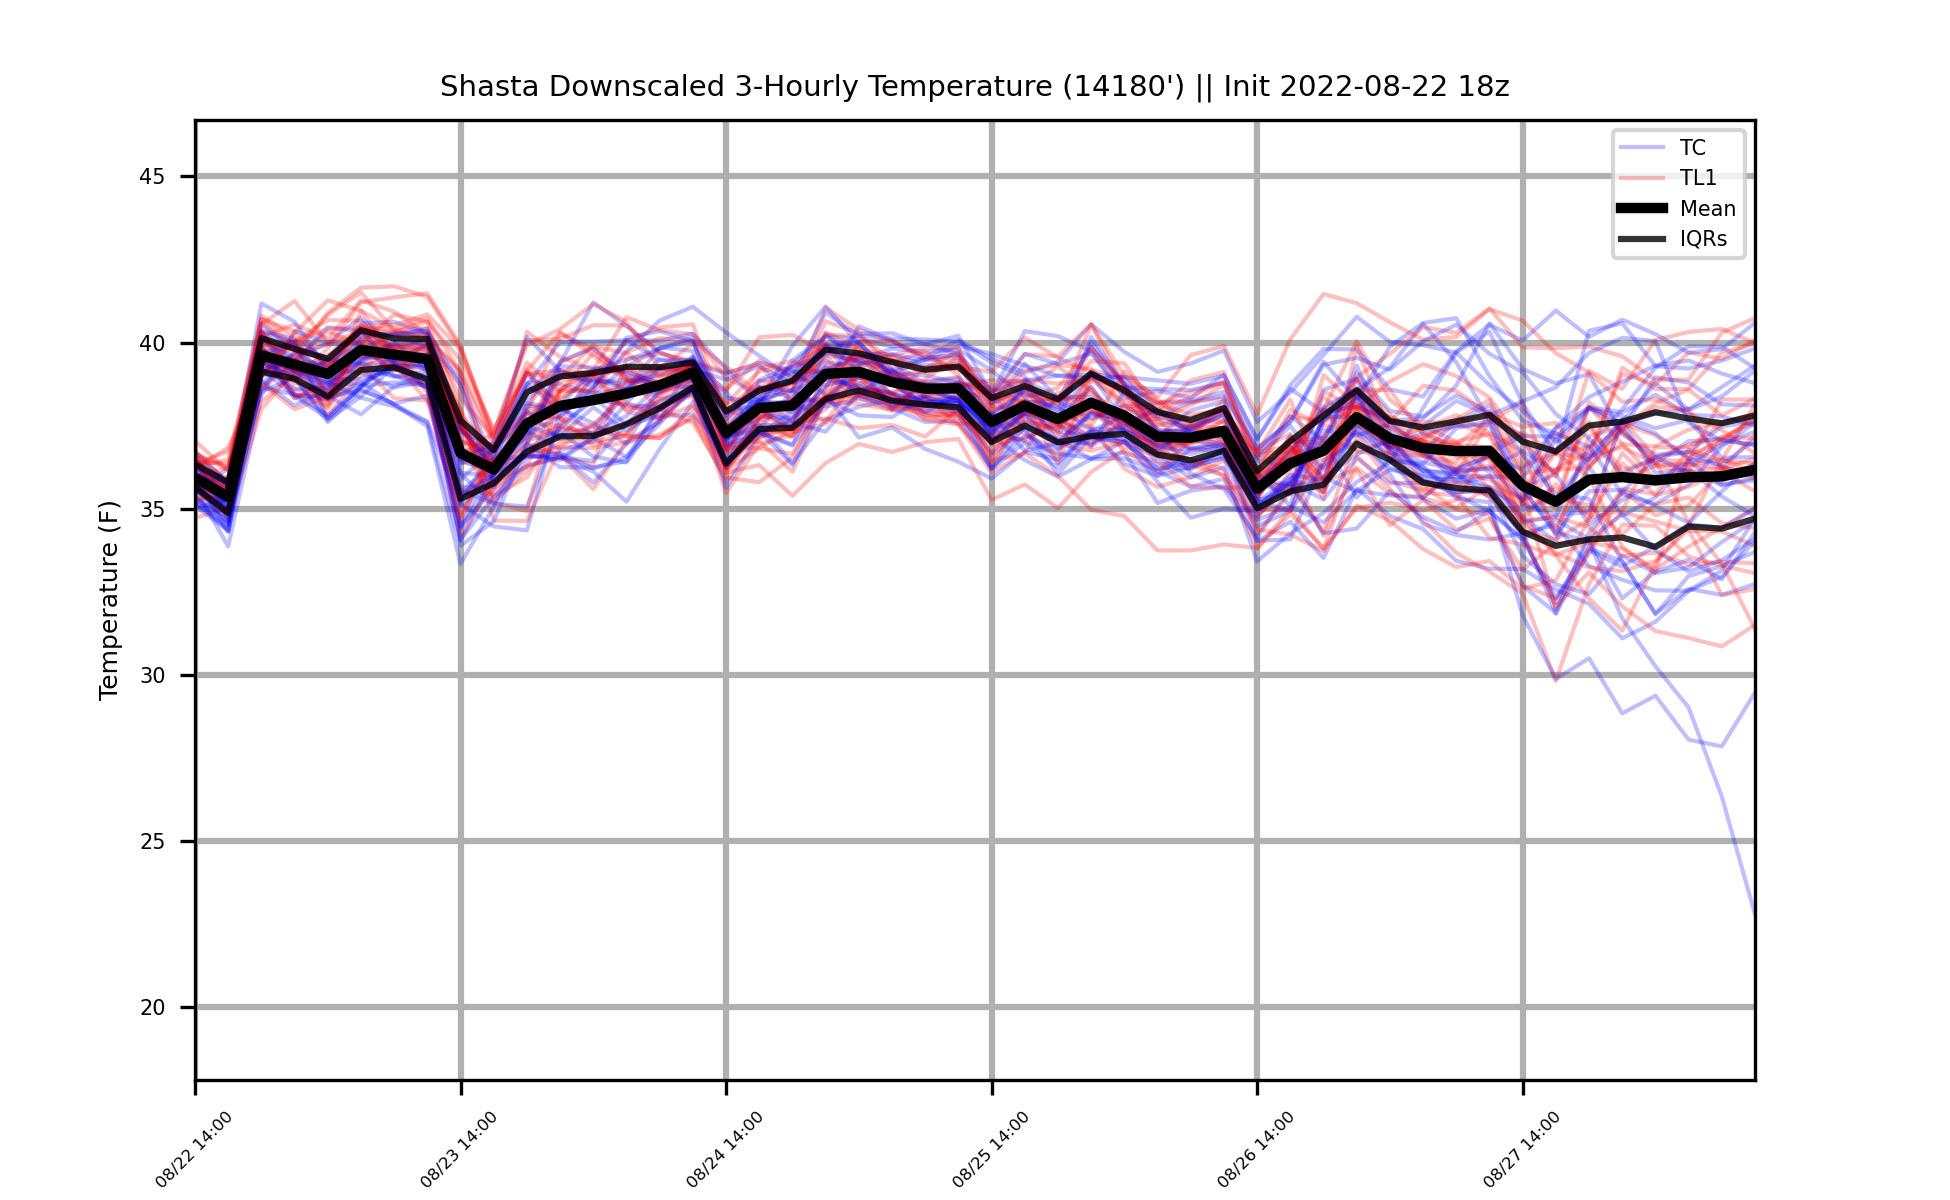 Shasta Downscaled 3-Hourly Temperature (14180') || Init 2022-08-22 18z
TC
TL1
Mean
IQRs
Temperature (F)
45
40
35
30
25
20
08/22 14:00
08/23 14:00
08/24 14:00
08/25 14:00
08/26 14:00
08/27 14:00